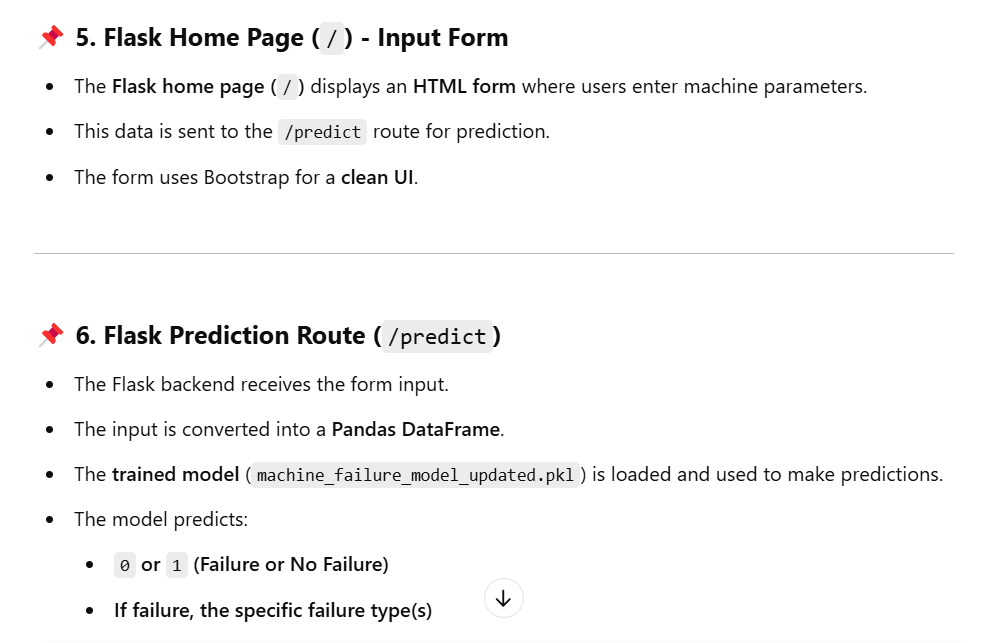 📌 5. Flask Home Page (/) - Input Form
• The Flask home page (/) displays an HTML form where users enter machine parameters.
• This data is sent to the /predict route for prediction.
• The form uses Bootstrap for a clean UI.
📌 6. Flask Prediction Route (/predict)
• The Flask backend receives the form input.
• The input is converted into a Pandas DataFrame.
• The trained model (machine_failure_model_updated.pkl) is loaded and used to make predictions.
• The model predicts:
• 0 or 1 (Failure or No Failure)
• If failure, the specific failure type(s)